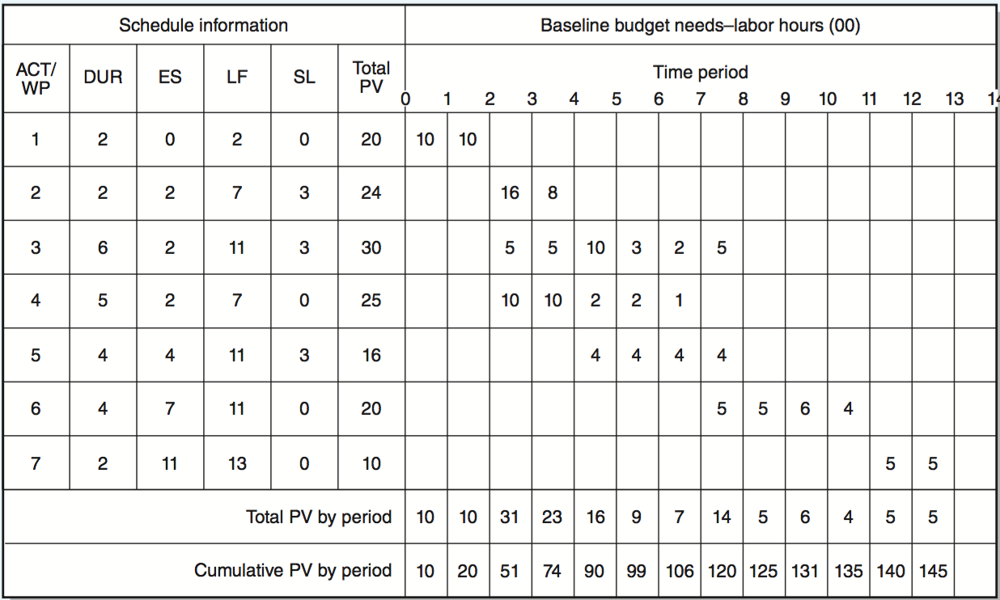 Schedule information Baseline budget needs–labor hours (00)
ACT/ WP DUR ES LF SL Total PV Time period
0 1 2 3 4 5 6 7 8 9 10 11 12 13 14
1 2 0 2 0 20 10 10
2 2 2 7 3 24 16 8
3 6 2 11 3 30 5 5 10 3 2 5
4 5 2 7 0 25 10 10 2 2 1
5 4 4 11 3 16 4 4 4 4
6 4 7 11 0 20 5 5 6 4
7 2 11 13 0 10 5 5
Total PV by period 10 10 31 23 16 9 7 14 5 6 4 5 5
Cumulative PV by period 10 20 51 74 90 99 106 120 125 131 135 140 145